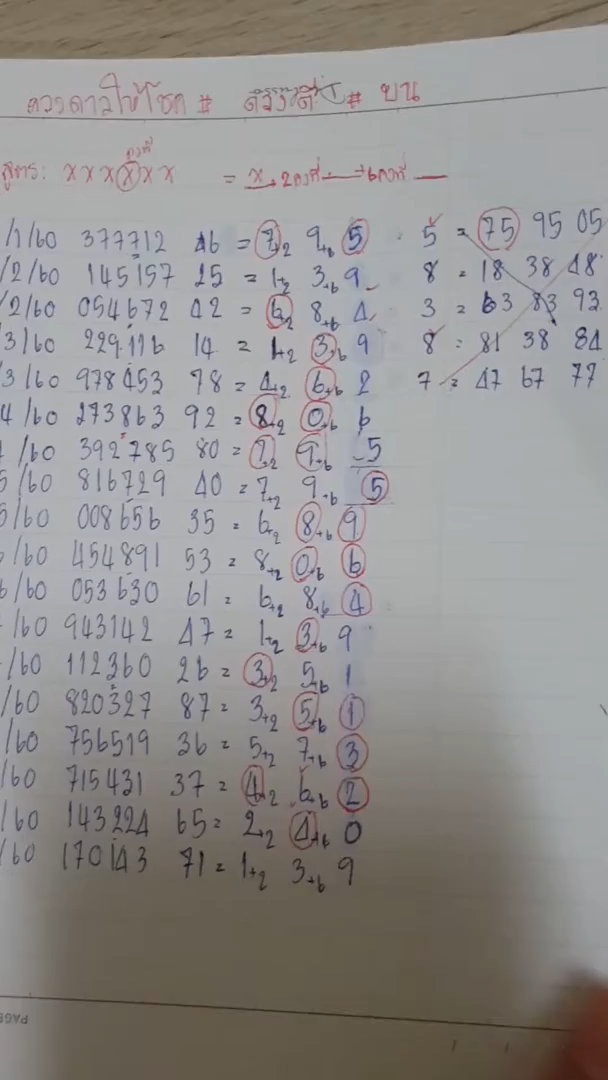 ดวงดาวให้โชค # # บน
สูตร: x x x x x x = x +2 +6
คงที่
/1/60 377712 46 = 7+2 9+6 5 5 = 75 95 05
/2/60 145157 25 = 1+2 3+6 9 8 = 18 38 48
/2/60 054672 42 = 6+2 8+6 4 3 = 63 83 93
3/60 229116 14 = 1+2 3+6 9 8 = 81 38 84
/3/60 978453 78 = 4+2 6+6 2 7 = 47 67 77
4/60 273863 92 = 8+2 0+6 6
/60 392785 80 = 7+2 9+6 5
5/60 816729 40 = 7+2 9+6 5
5/60 008656 35 = 6+2 8+6 9
/60 454891 53 = 8+2 0+6 6
6/60 053630 61 = 6+2 8+6 4
/60 943142 47 = 1+2 3+6 9
/60 112360 26 = 3+2 5+6 1
/60 820327 87 = 3+2 5+6 1
/60 756519 36 = 5+2 7+6 3
/60 715431 37 = 4+2 6+6 2
/60 143224 65 = 2+2 4+6 0
/60 170143 71 = 1+2 3+6 9
PAGE